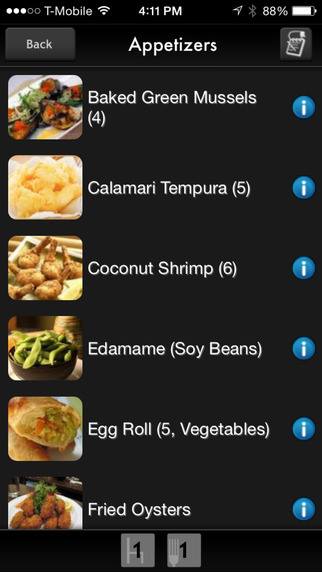 T-Mobile 4:11 PM 88%
Back Appetizers
Baked Green Mussels
(4)
Calamari Tempura (5)
Coconut Shrimp (6)
Edamame (Soy Beans)
Egg Roll (5, Vegetables)
Fried Oysters
1 1